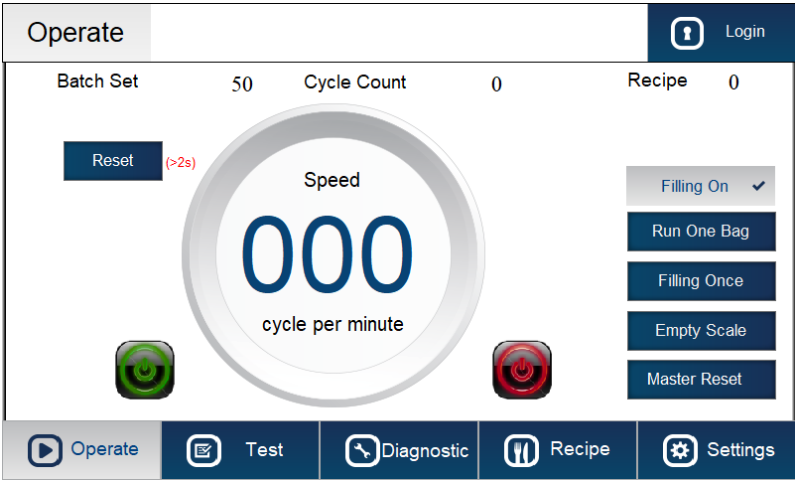 Operate
Login
Batch Set 50 Cycle Count 0 Recipe 0
Reset (>2s)
Speed
000
cycle per minute
Filling On
Run One Bag
Filling Once
Empty Scale
Master Reset
Operate Test Diagnostic Recipe Settings